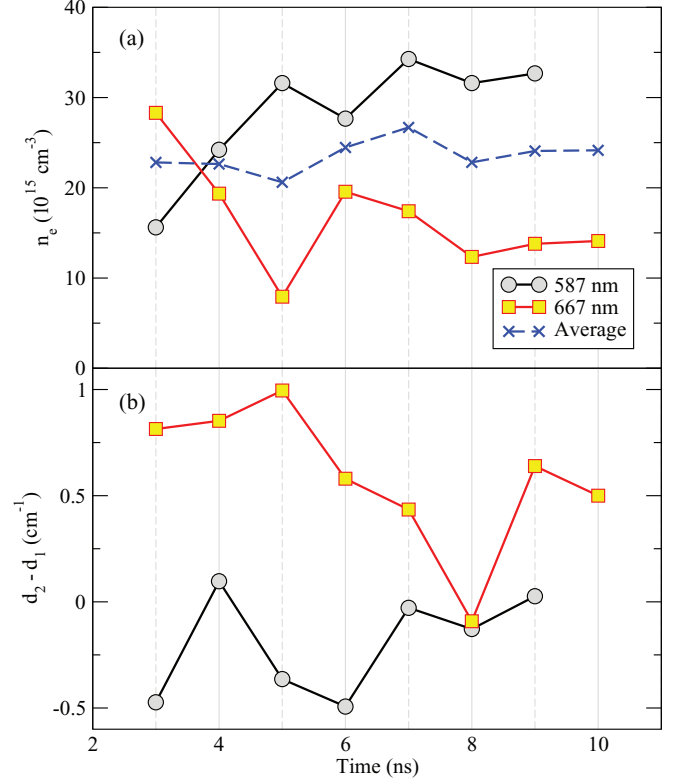 40
(a)
30
20
10
0
n_e (10^15 cm^-3)
587 nm
667 nm
Average
1
(b)
0.5
0
-0.5
d_2 - d_1 (cm^-1)
2 4 6 8 10
Time (ns)